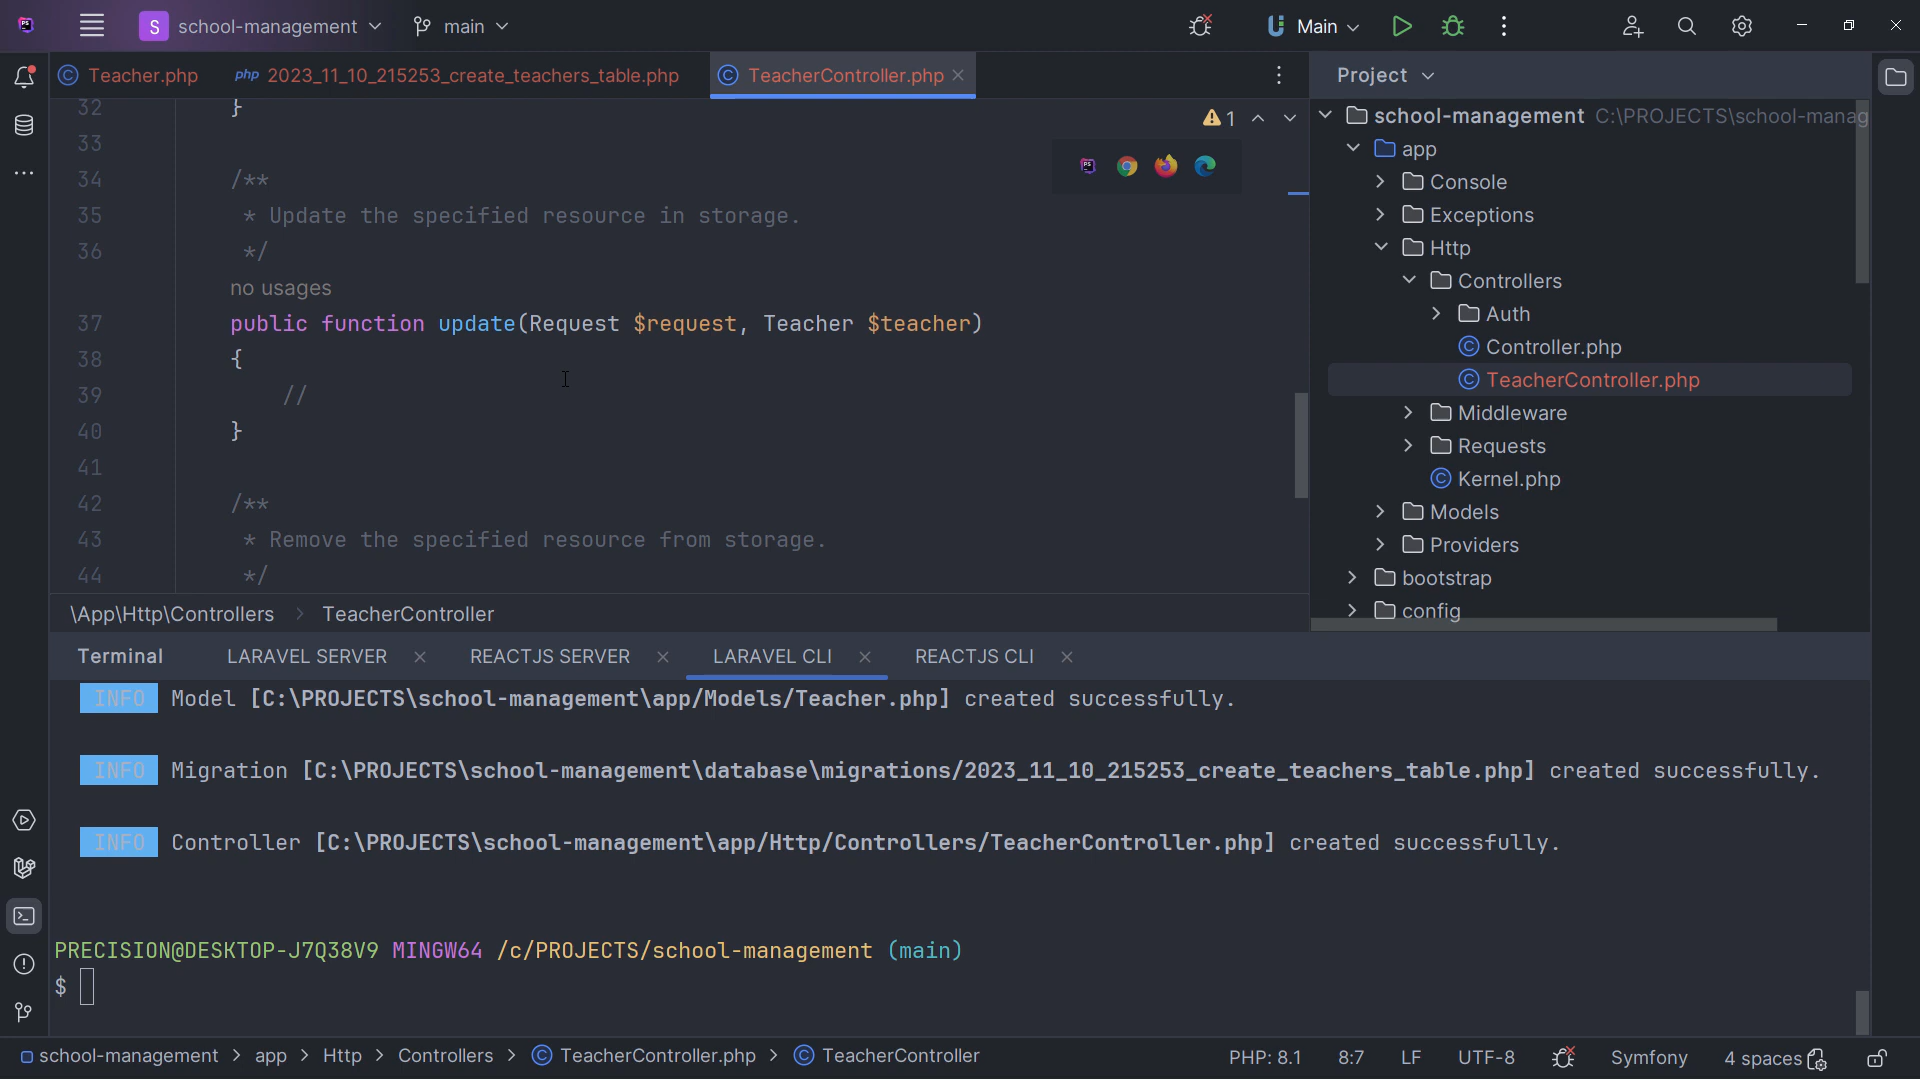 S school-management main Main
Teacher.php
php 2023_11_10_215253_create_teachers_table.php
TeacherController.php
1
32 }
33
34 /**
35 * Update the specified resource in storage.
36 */
no usages
37 public function update(Request $request, Teacher $teacher)
38 {
39 //
40 }
41
42 /**
43 * Remove the specified resource from storage.
44 */
\App\Http\Controllers > TeacherController
Project
school-management C:\PROJECTS\school-manag
app
Console
Exceptions
Http
Controllers
Auth
Controller.php
TeacherController.php
Middleware
Requests
Kernel.php
Models
Providers
bootstrap
config
Terminal LARAVEL SERVER REACTJS SERVER LARAVEL CLI REACTJS CLI
INFO Model [C:\PROJECTS\school-management\app/Models/Teacher.php] created successfully.
INFO Migration [C:\PROJECTS\school-management\database\migrations/2023_11_10_215253_create_teachers_table.php] created successfully.
INFO Controller [C:\PROJECTS\school-management\app/Http/Controllers/TeacherController.php] created successfully.
PRECISION@DESKTOP-J7Q38V9 MINGW64 /c/PROJECTS/school-management (main)
$
school-management > app > Http > Controllers > TeacherController.php > TeacherController
PHP: 8.1 8:7 LF UTF-8 Symfony 4 spaces